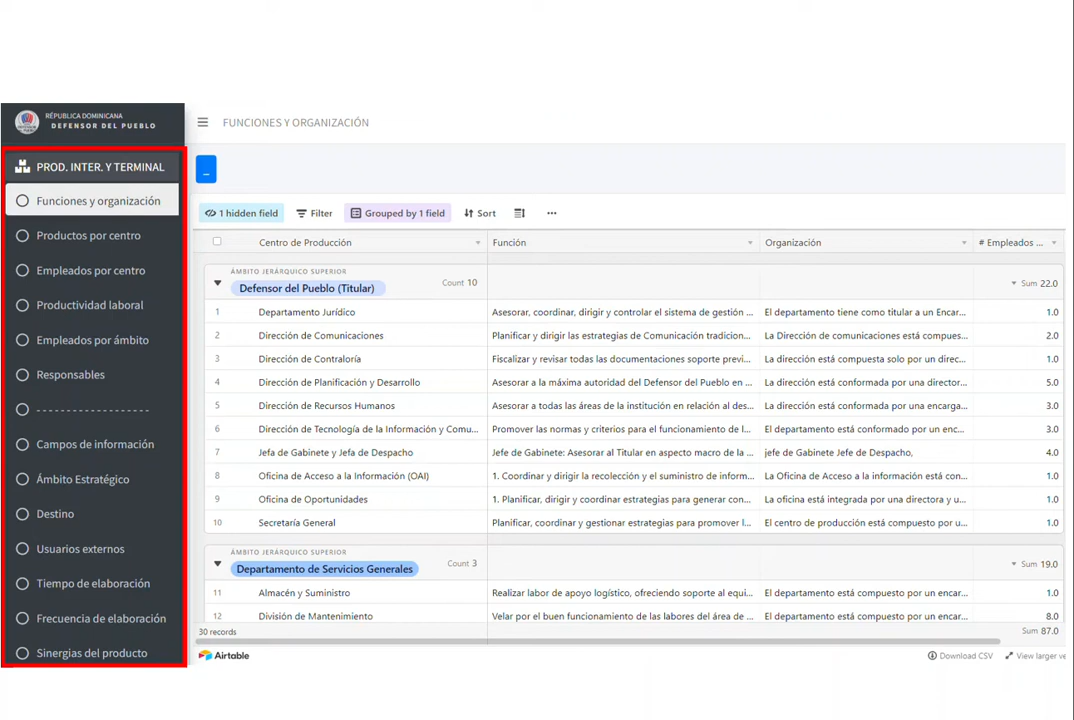 RÉPUBLICA DOMINICANA
DEFENSOR DEL PUEBLO
PROD. INTER. Y TERMINAL
Funciones y organización
Productos por centro
Empleados por centro
Productividad laboral
Empleados por ámbito
Responsables
- - - - - - - - - - - - - - - - - - -
Campos de información
Ámbito Estratégico
Destino
Usuarios externos
Tiempo de elaboración
Frecuencia de elaboración
Sinergias del producto
FUNCIONES Y ORGANIZACIÓN
1 hidden field Filter Grouped by 1 field Sort ...
Centro de Producción Función Organización # Empleados ...
ÁMBITO JERÁRQUICO SUPERIOR
Defensor del Pueblo (Titular) Count 10 Sum 22.0
1 Departamento Jurídico Asesorar, coordinar, dirigir y controlar el sistema de gestión ... El departamento tiene como titular a un Encar... 1.0
2 Dirección de Comunicaciones Planificar y dirigir las estrategias de Comunicación tradicion... La Dirección de comunicaciones está compues... 2.0
3 Dirección de Contraloría Fiscalizar y revisar todas las documentaciones soporte previ... La dirección está compuesta solo por un direc... 1.0
4 Dirección de Planificación y Desarrollo Asesorar a la máxima autoridad del Defensor del Pueblo en ... La dirección está conformada por una director... 5.0
5 Dirección de Recursos Humanos Asesorar a todas las áreas de la institución en relación al des... La dirección está conformada por una encarga... 3.0
6 Dirección de Tecnología de la Información y Comu... Promover las normas y criterios para el funcionamiento de l... El departamento está conformado por un enc... 3.0
7 Jefa de Gabinete y Jefa de Despacho Jefe de Gabinete: Asesorar al Titular en aspecto macro de la ... jefe de Gabinete Jefe de Despacho, 4.0
8 Oficina de Acceso a la Información (OAI) 1. Coordinar y dirigir la recolección y el suministro de inform... La Oficina de Acceso a la información está con... 1.0
9 Oficina de Oportunidades 1. Planificar, dirigir y coordinar estrategias para generar con... La oficina está integrada por una directora y u... 1.0
10 Secretaría General Planificar, coordinar y gestionar estrategias para promover l... El centro de producción está compuesto por u... 1.0
ÁMBITO JERÁRQUICO SUPERIOR
Departamento de Servicios Generales Count 3 Sum 19.0
11 Almacén y Suministro Realizar labor de apoyo logístico, ofreciendo soporte al equi... El departamento está compuesto por un encar... 1.0
12 División de Mantenimiento Velar por el buen funcionamiento de las labores del área de ... El departamento está compuesto por un encar... 8.0
30 records Sum 87.0
Airtable Download CSV View larger ve